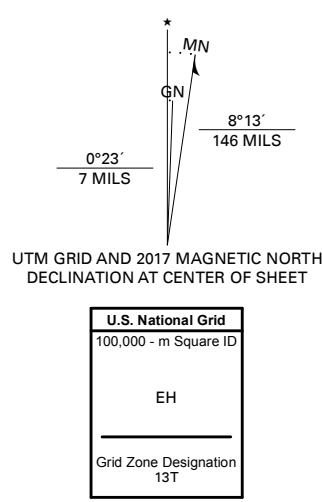 ★
MN
GN
8°13´
146 MILS
0°23´
7 MILS
UTM GRID AND 2017 MAGNETIC NORTH
DECLINATION AT CENTER OF SHEET
U.S. National Grid
100,000 - m Square ID
EH
Grid Zone Designation
13T